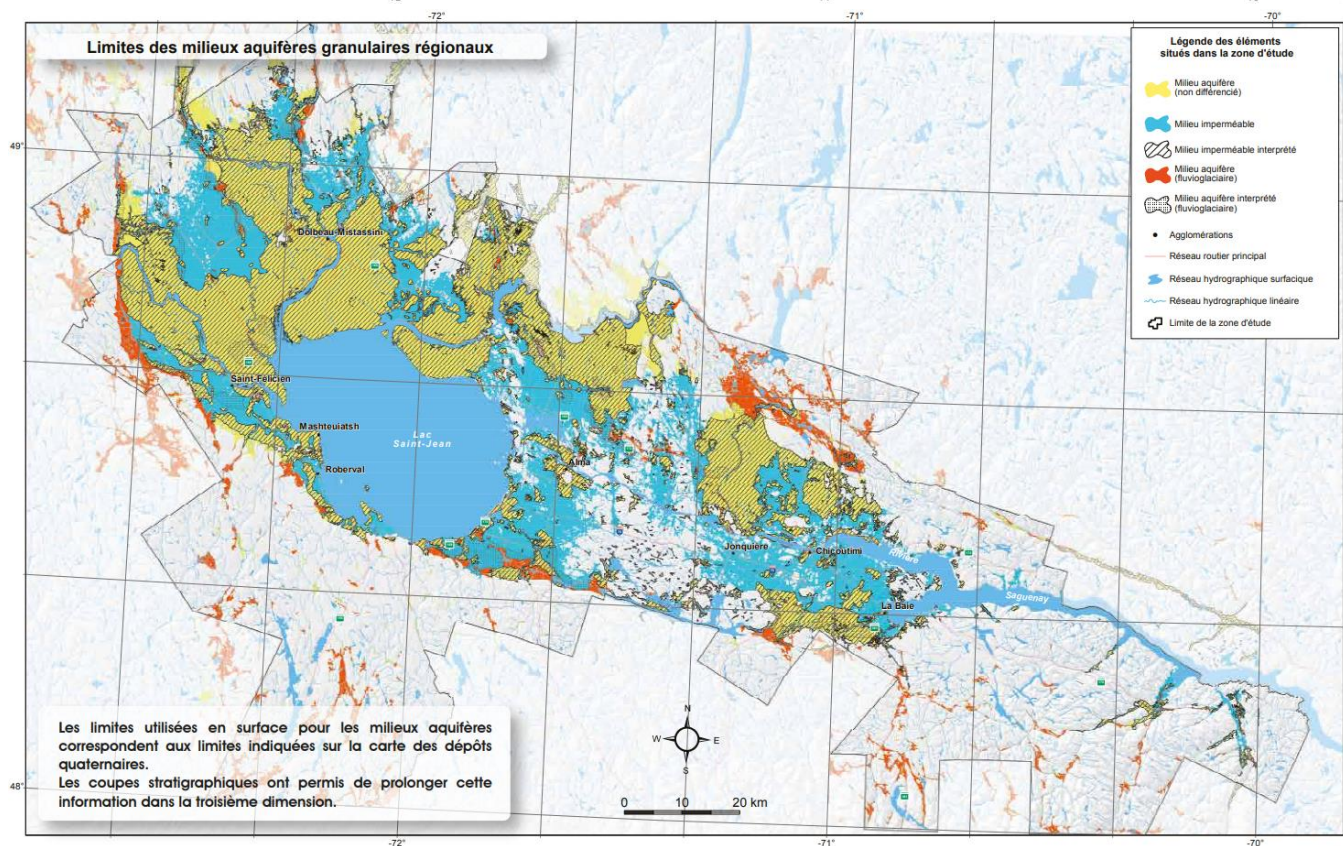 -72°
-71°
-70°
Limites des milieux aquifères granulaires régionaux
Légende des éléments
situés dans la zone d'étude
Milieu aquifère
(non différencié)
Milieu imperméable
Milieu imperméable interprété
Milieu aquifère
(fluvioglaciaire)
Milieu aquifère interprété
(fluvioglaciaire)
Agglomérations
Réseau routier principal
Réseau hydrographique surfacique
Réseau hydrographique linéaire
Limite de la zone d'étude
49°
Dolbeau-Mistassini
Saint-Félicien
Mashteuiatsh
Lac
Saint-Jean
Roberval
Alma
Jonquière
Chicoutimi
Rivière
Saguenay
La Baie
Les limites utilisées en surface pour les milieux aquifères
correspondent aux limites indiquées sur la carte des dépôts
quaternaires.
Les coupes stratigraphiques ont permis de prolonger cette
information dans la troisième dimension.
N
W
E
S
0 10 20 km
48°
-72°
-71°
-70°